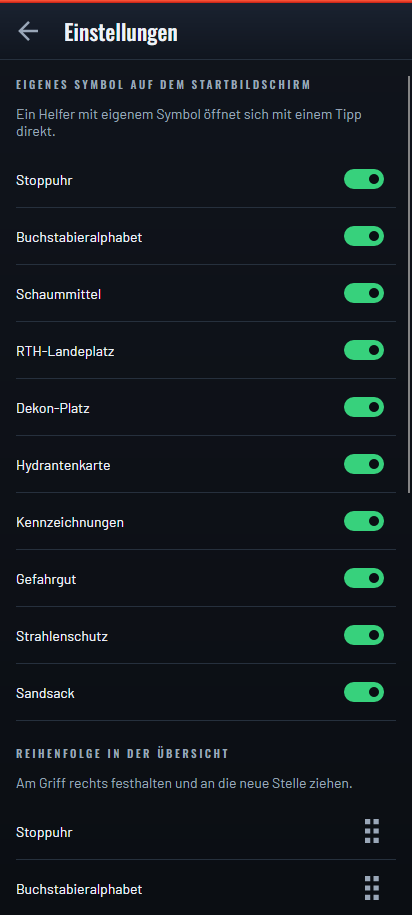 Einstellungen
EIGENES SYMBOL AUF DEM STARTBILDSCHIRM
Ein Helfer mit eigenem Symbol öffnet sich mit einem Tipp
direkt.
Stoppuhr
Buchstabieralphabet
Schaummittel
RTH-Landeplatz
Dekon-Platz
Hydrantenkarte
Kennzeichnungen
Gefahrgut
Strahlenschutz
Sandsack
REIHENFOLGE IN DER ÜBERSICHT
Am Griff rechts festhalten und an die neue Stelle ziehen.
Stoppuhr
Buchstabieralphabet